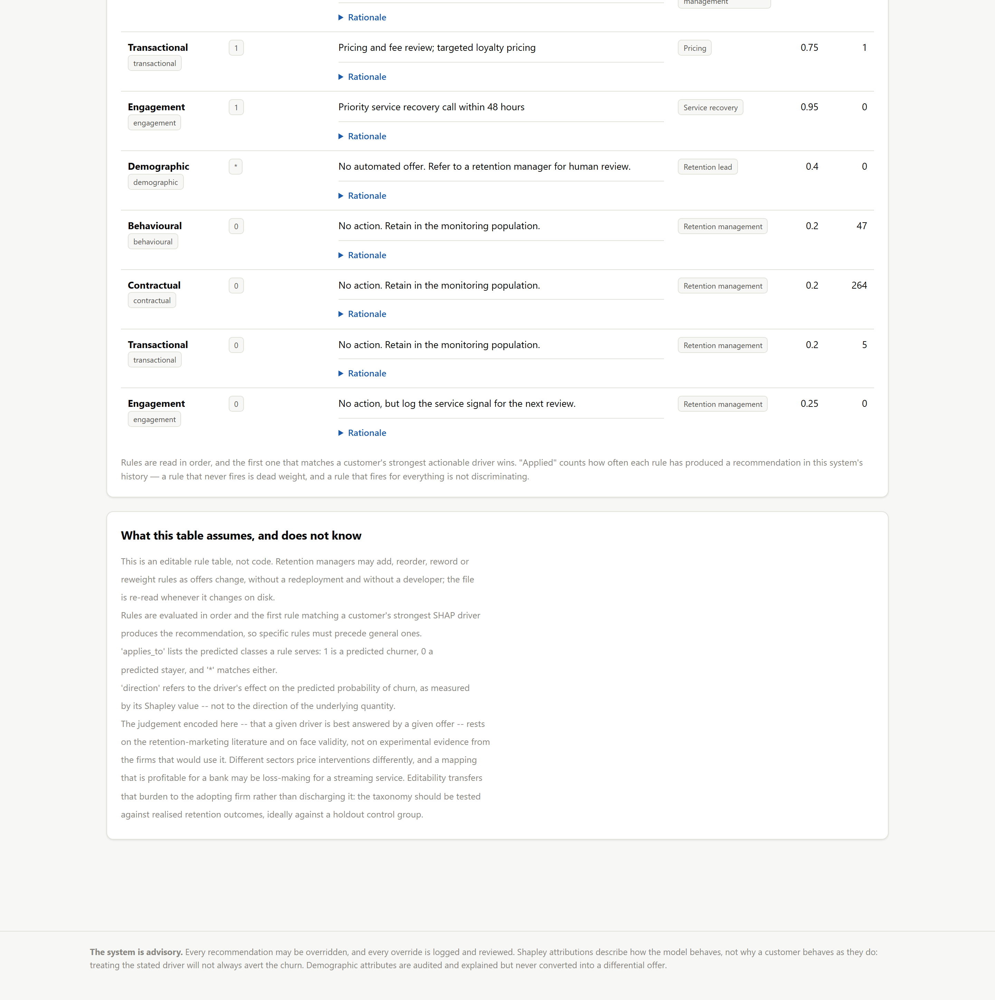 management
▶ Rationale
Transactional 1 Pricing and fee review; targeted loyalty pricing Pricing 0.75 1
transactional
▶ Rationale
Engagement 1 Priority service recovery call within 48 hours Service recovery 0.95 0
engagement
▶ Rationale
Demographic * No automated offer. Refer to a retention manager for human review. Retention lead 0.4 0
demographic
▶ Rationale
Behavioural 0 No action. Retain in the monitoring population. Retention management 0.2 47
behavioural
▶ Rationale
Contractual 0 No action. Retain in the monitoring population. Retention management 0.2 264
contractual
▶ Rationale
Transactional 0 No action. Retain in the monitoring population. Retention management 0.2 5
transactional
▶ Rationale
Engagement 0 No action, but log the service signal for the next review. Retention management 0.25 0
engagement
▶ Rationale
Rules are read in order, and the first one that matches a customer's strongest actionable driver wins. "Applied" counts how often each rule has produced a recommendation in this system's
history — a rule that never fires is dead weight, and a rule that fires for everything is not discriminating.
What this table assumes, and does not know
This is an editable rule table, not code. Retention managers may add, reorder, reword or
reweight rules as offers change, without a redeployment and without a developer; the file
is re-read whenever it changes on disk.
Rules are evaluated in order and the first rule matching a customer's strongest SHAP driver
produces the recommendation, so specific rules must precede general ones.
'applies_to' lists the predicted classes a rule serves: 1 is a predicted churner, 0 a
predicted stayer, and '*' matches either.
'direction' refers to the driver's effect on the predicted probability of churn, as measured
by its Shapley value -- not to the direction of the underlying quantity.
The judgement encoded here -- that a given driver is best answered by a given offer -- rests
on the retention-marketing literature and on face validity, not on experimental evidence from
the firms that would use it. Different sectors price interventions differently, and a mapping
that is profitable for a bank may be loss-making for a streaming service. Editability transfers
that burden to the adopting firm rather than discharging it: the taxonomy should be tested
against realised retention outcomes, ideally against a holdout control group.
The system is advisory. Every recommendation may be overridden, and every override is logged and reviewed. Shapley attributions describe how the model behaves, not why a customer behaves as they do:
treating the stated driver will not always avert the churn. Demographic attributes are audited and explained but never converted into a differential offer.